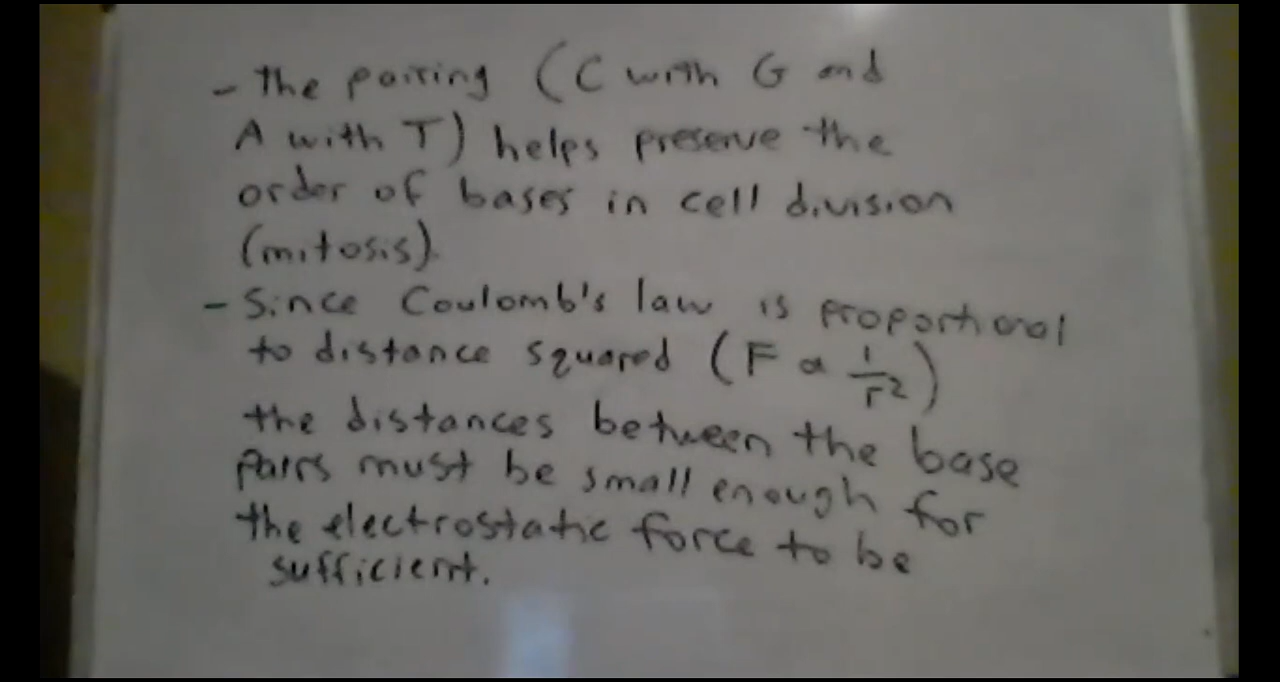 - The pairing (C with G and
A with T) helps preserve the
order of bases in cell division
(mitosis).
- Since Coulomb's law is proportional
to distance squared (F α 1/r²)
the distances between the base
pairs must be small enough for
the electrostatic force to be
sufficient.